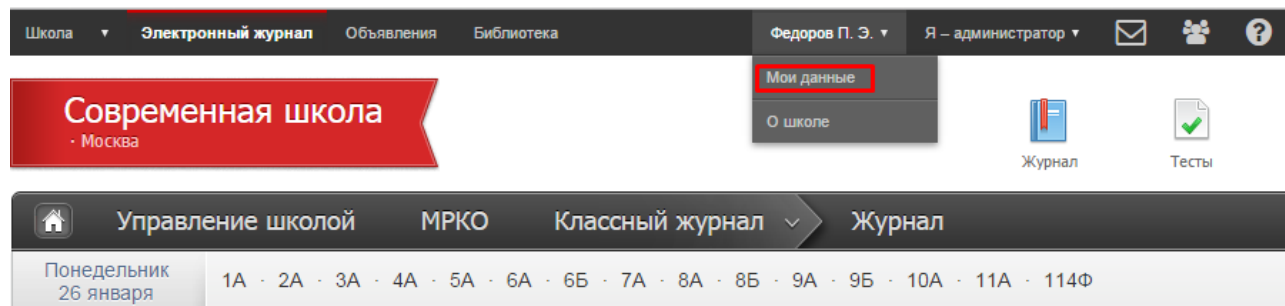 Школа ▾ Электронный журнал Объявления Библиотека Федоров П. Э. ▾ Я – администратор ▾
Мои данные
О школе
Современная школа
· Москва
Журнал Тесты
Управление школой МРКО Классный журнал Журнал
Понедельник
26 января
1А · 2А · 3А · 4А · 5А · 6А · 6Б · 7А · 8А · 8Б · 9А · 9Б · 10А · 11А · 114Ф